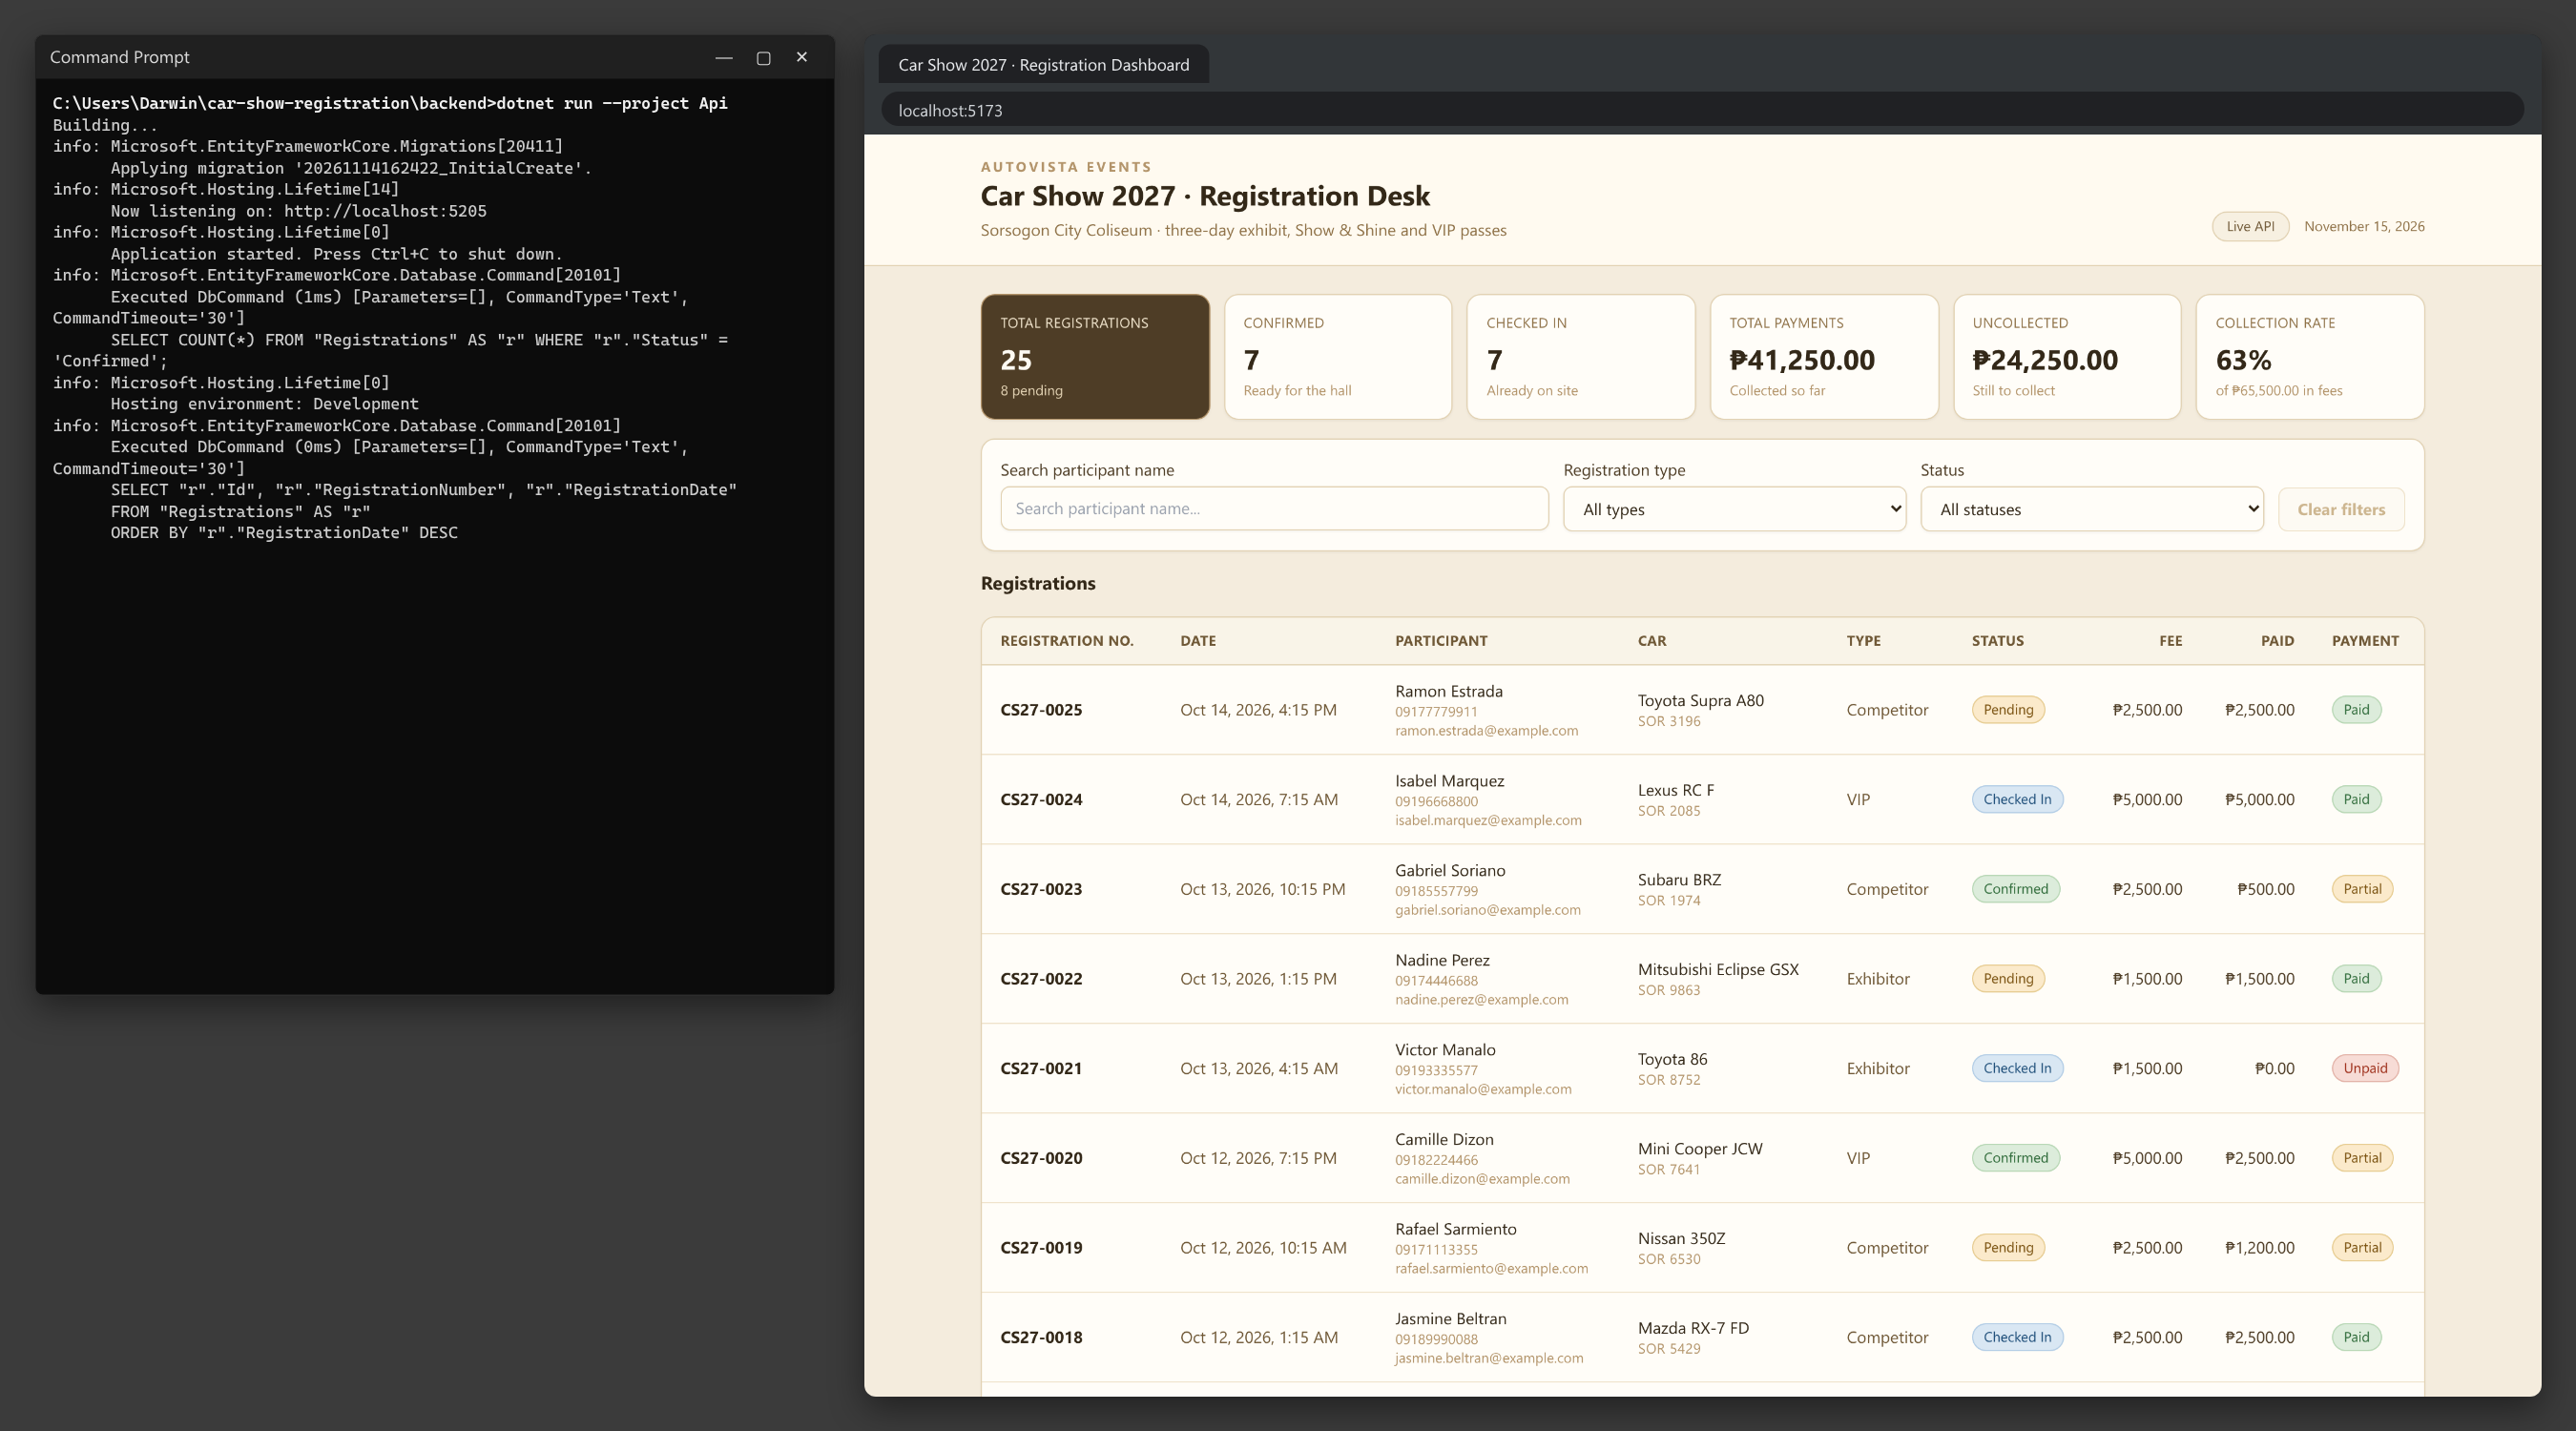 Command Prompt
C:\Users\Darwin\car-show-registration\backend>dotnet run --project Api
Building...
info: Microsoft.EntityFrameworkCore.Migrations[20411]
Applying migration '20261114162422_InitialCreate'.
info: Microsoft.Hosting.Lifetime[14]
Now listening on: http://localhost:5205
info: Microsoft.Hosting.Lifetime[0]
Application started. Press Ctrl+C to shut down.
info: Microsoft.EntityFrameworkCore.Database.Command[20101]
Executed DbCommand (1ms) [Parameters=[], CommandType='Text',
CommandTimeout='30']
SELECT COUNT(*) FROM "Registrations" AS "r" WHERE "r"."Status" =
'Confirmed';
info: Microsoft.Hosting.Lifetime[0]
Hosting environment: Development
info: Microsoft.EntityFrameworkCore.Database.Command[20101]
Executed DbCommand (0ms) [Parameters=[], CommandType='Text',
CommandTimeout='30']
SELECT "r"."Id", "r"."RegistrationNumber", "r"."RegistrationDate"
FROM "Registrations" AS "r"
ORDER BY "r"."RegistrationDate" DESC
Car Show 2027 · Registration Dashboard
localhost:5173
AUTOVISTA EVENTS
Car Show 2027 · Registration Desk
Sorsogon City Coliseum · three-day exhibit, Show & Shine and VIP passes
Live API November 15, 2026
TOTAL REGISTRATIONS
25
8 pending
CONFIRMED
7
Ready for the hall
CHECKED IN
7
Already on site
TOTAL PAYMENTS
₱41,250.00
Collected so far
UNCOLLECTED
₱24,250.00
Still to collect
COLLECTION RATE
63%
of ₱65,500.00 in fees
Search participant name
Search participant name...
Registration type
All types
Status
All statuses
Clear filters
Registrations
REGISTRATION NO. DATE PARTICIPANT CAR TYPE STATUS FEE PAID PAYMENT
CS27-0025 Oct 14, 2026, 4:15 PM
Ramon Estrada
09177779911
ramon.estrada@example.com
Toyota Supra A80
SOR 3196
Competitor Pending ₱2,500.00 ₱2,500.00 Paid
CS27-0024 Oct 14, 2026, 7:15 AM
Isabel Marquez
09196668800
isabel.marquez@example.com
Lexus RC F
SOR 2085
VIP Checked In ₱5,000.00 ₱5,000.00 Paid
CS27-0023 Oct 13, 2026, 10:15 PM
Gabriel Soriano
09185557799
gabriel.soriano@example.com
Subaru BRZ
SOR 1974
Competitor Confirmed ₱2,500.00 ₱500.00 Partial
CS27-0022 Oct 13, 2026, 1:15 PM
Nadine Perez
09174446688
nadine.perez@example.com
Mitsubishi Eclipse GSX
SOR 9863
Exhibitor Pending ₱1,500.00 ₱1,500.00 Paid
CS27-0021 Oct 13, 2026, 4:15 AM
Victor Manalo
09193335577
victor.manalo@example.com
Toyota 86
SOR 8752
Exhibitor Checked In ₱1,500.00 ₱0.00 Unpaid
CS27-0020 Oct 12, 2026, 7:15 PM
Camille Dizon
09182224466
camille.dizon@example.com
Mini Cooper JCW
SOR 7641
VIP Confirmed ₱5,000.00 ₱2,500.00 Partial
CS27-0019 Oct 12, 2026, 10:15 AM
Rafael Sarmiento
09171113355
rafael.sarmiento@example.com
Nissan 350Z
SOR 6530
Competitor Pending ₱2,500.00 ₱1,200.00 Partial
CS27-0018 Oct 12, 2026, 1:15 AM
Jasmine Beltran
09189990088
jasmine.beltran@example.com
Mazda RX-7 FD
SOR 5429
Competitor Checked In ₱2,500.00 ₱2,500.00 Paid